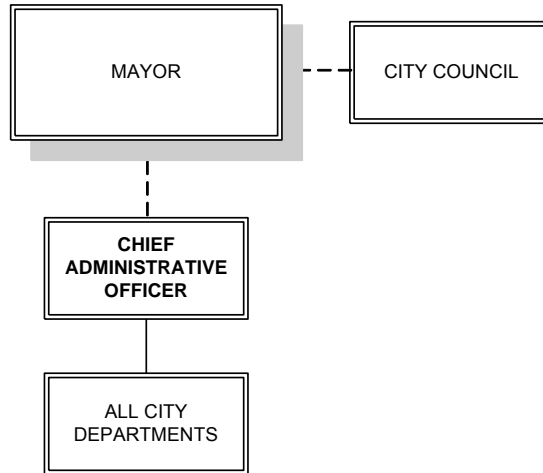 MAYOR
CITY COUNCIL
CHIEF
ADMINISTRATIVE
OFFICER
ALL CITY
DEPARTMENTS